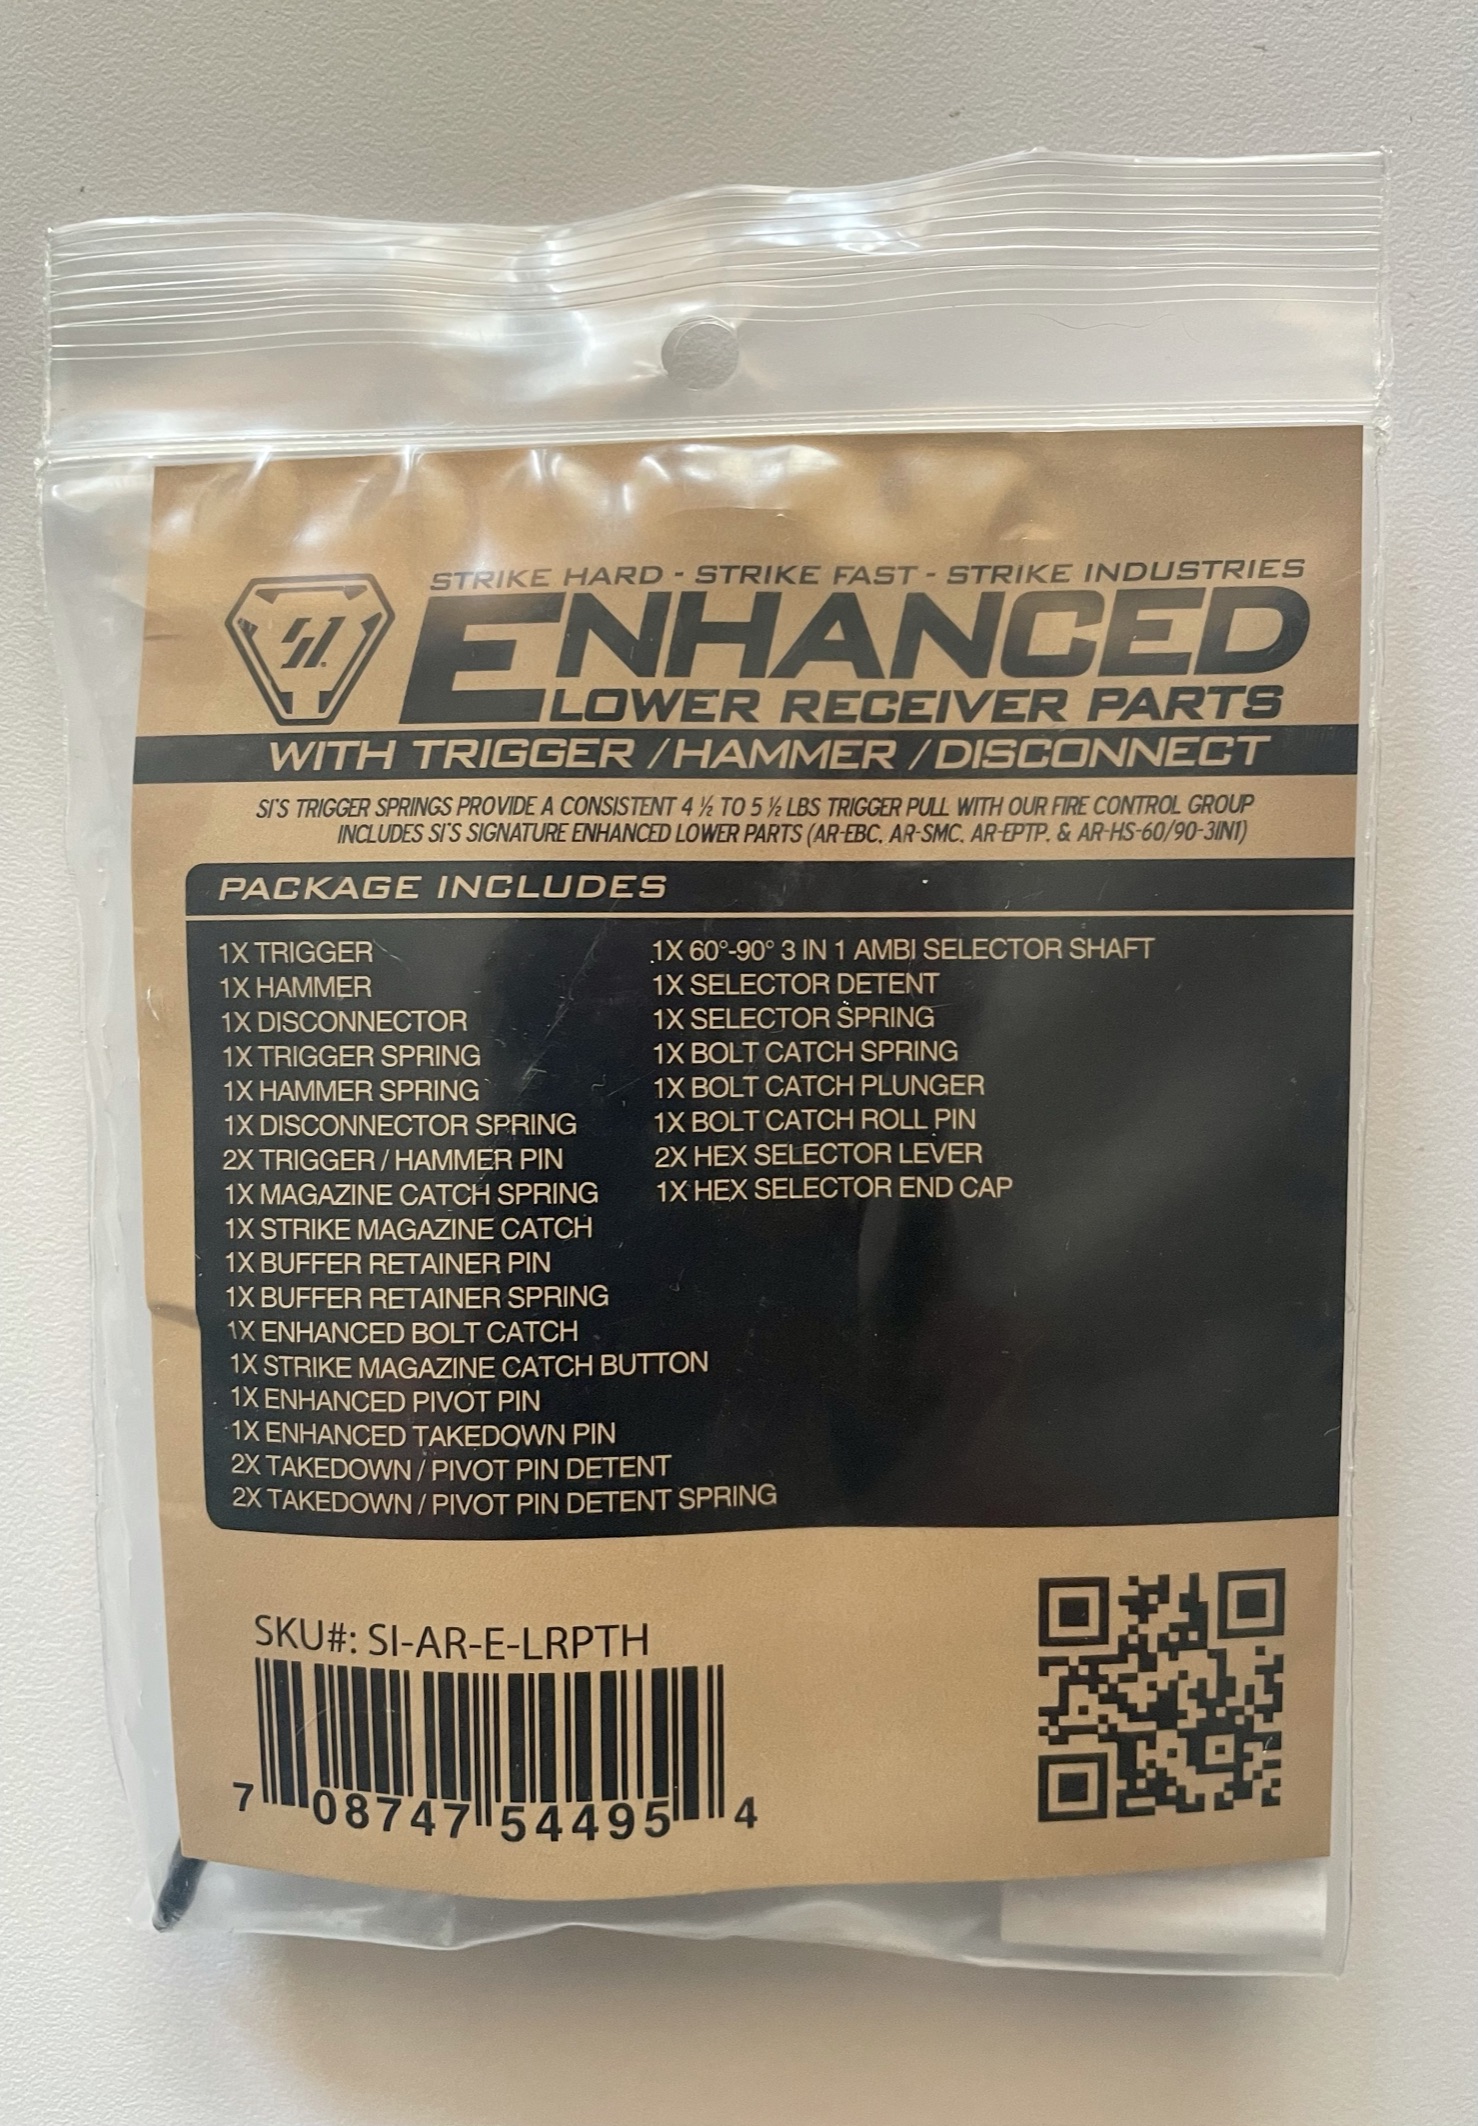 STRIKE HARD - STRIKE FAST - STRIKE INDUSTRIES
ENHANCED
LOWER RECEIVER PARTS
WITH TRIGGER / HAMMER / DISCONNECT
SI'S TRIGGER SPRINGS PROVIDE A CONSISTENT 4 ½ TO 5 ½ LBS TRIGGER PULL WITH OUR FIRE CONTROL GROUP
INCLUDES SI'S SIGNATURE ENHANCED LOWER PARTS (AR-EBC, AR-SMC, AR-EPTP, & AR-HS-60/90-3IN1)
PACKAGE INCLUDES
1X TRIGGER
1X HAMMER
1X DISCONNECTOR
1X TRIGGER SPRING
1X HAMMER SPRING
1X DISCONNECTOR SPRING
2X TRIGGER / HAMMER PIN
1X MAGAZINE CATCH SPRING
1X STRIKE MAGAZINE CATCH
1X BUFFER RETAINER PIN
1X BUFFER RETAINER SPRING
1X ENHANCED BOLT CATCH
1X STRIKE MAGAZINE CATCH BUTTON
1X ENHANCED PIVOT PIN
1X ENHANCED TAKEDOWN PIN
2X TAKEDOWN / PIVOT PIN DETENT
2X TAKEDOWN / PIVOT PIN DETENT SPRING
1X 60°-90° 3 IN 1 AMBI SELECTOR SHAFT
1X SELECTOR DETENT
1X SELECTOR SPRING
1X BOLT CATCH SPRING
1X BOLT CATCH PLUNGER
1X BOLT CATCH ROLL PIN
2X HEX SELECTOR LEVER
1X HEX SELECTOR END CAP
SKU#: SI-AR-E-LRPTH
7 08747 54495 4